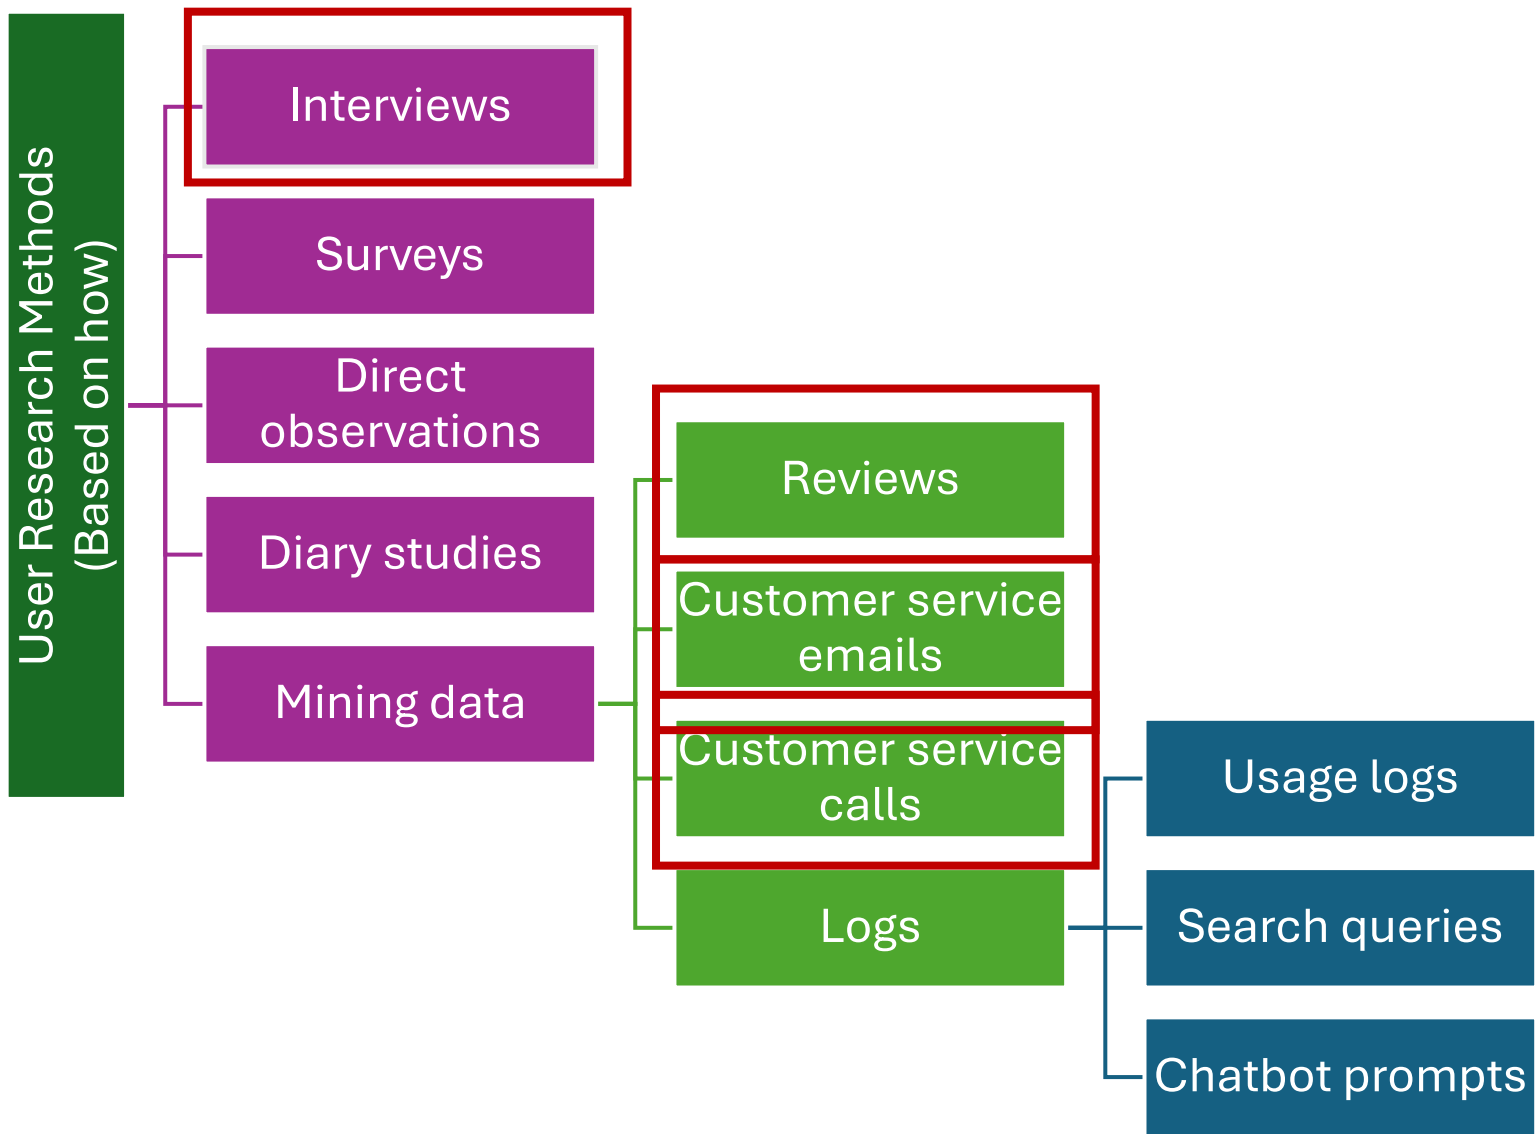 User Research Methods
(Based on how)
Interviews
Surveys
Direct
observations
Diary studies
Mining data
Reviews
Customer service
emails
Customer service
calls
Logs
Usage logs
Search queries
Chatbot prompts